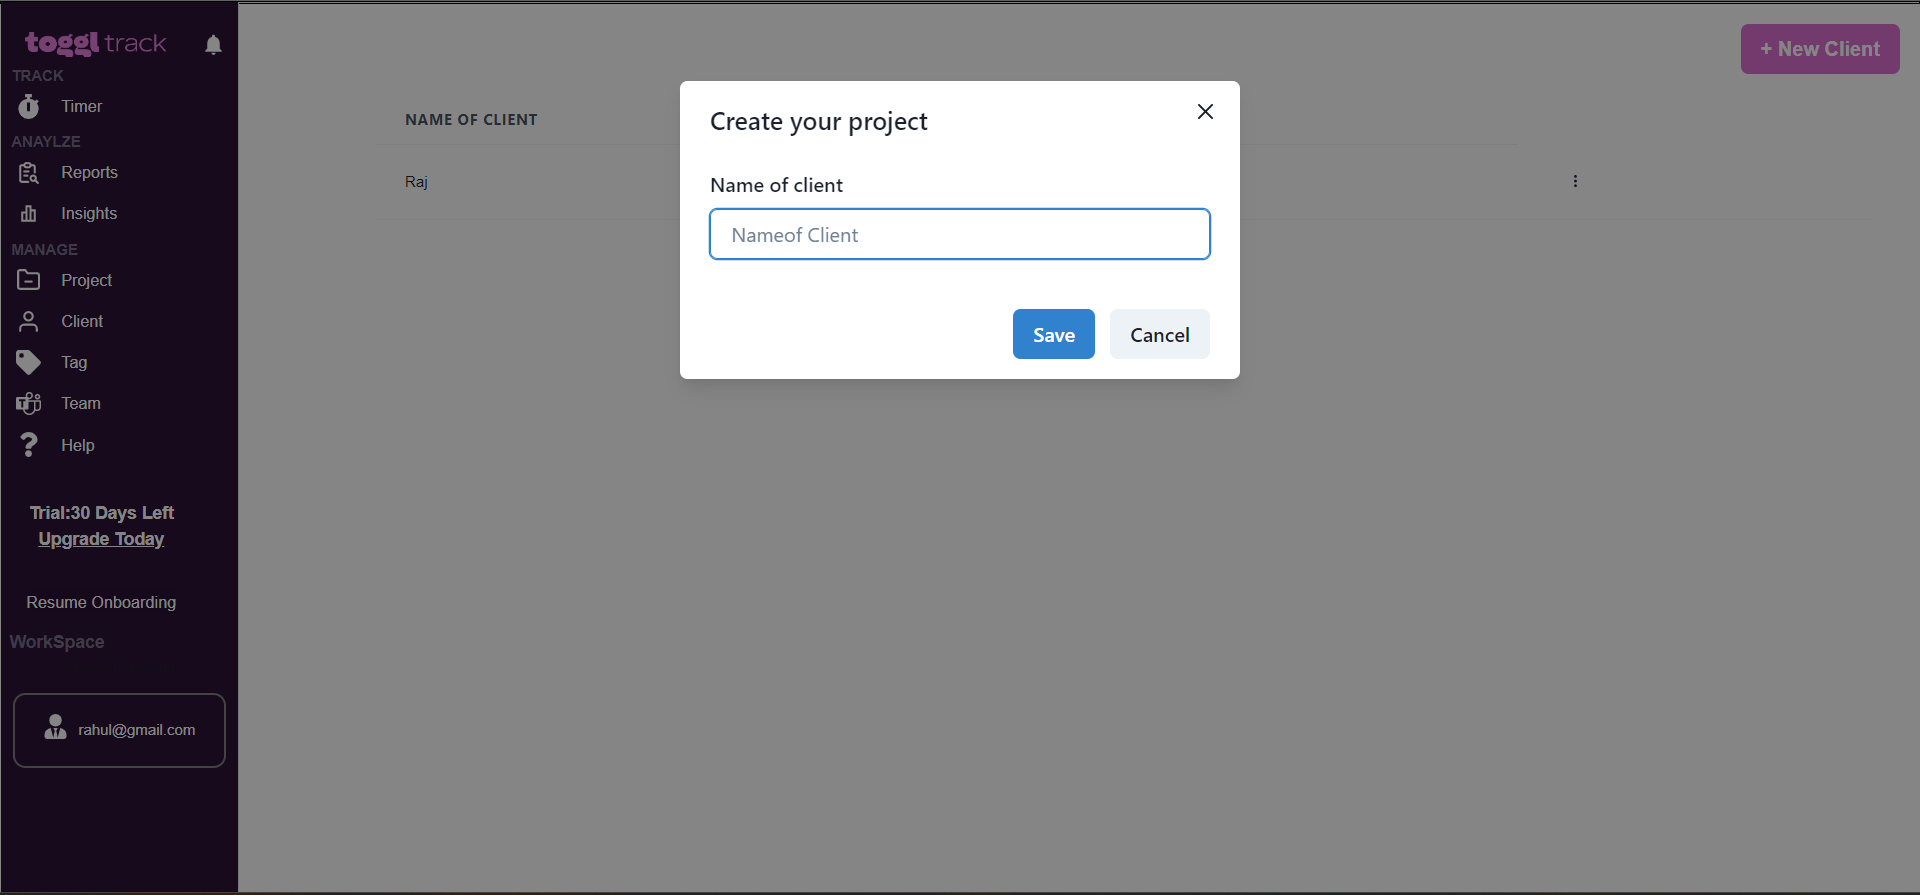 toggl track
TRACK
Timer
ANAYLZE
Reports
Insights
MANAGE
Project
Client
Tag
Team
Help
Trial:30 Days Left
Upgrade Today
Resume Onboarding
WorkSpace
rahul@gmail.com
+ New Client
NAME OF CLIENT
Raj
Create your project
Name of client
Nameof Client
Save
Cancel